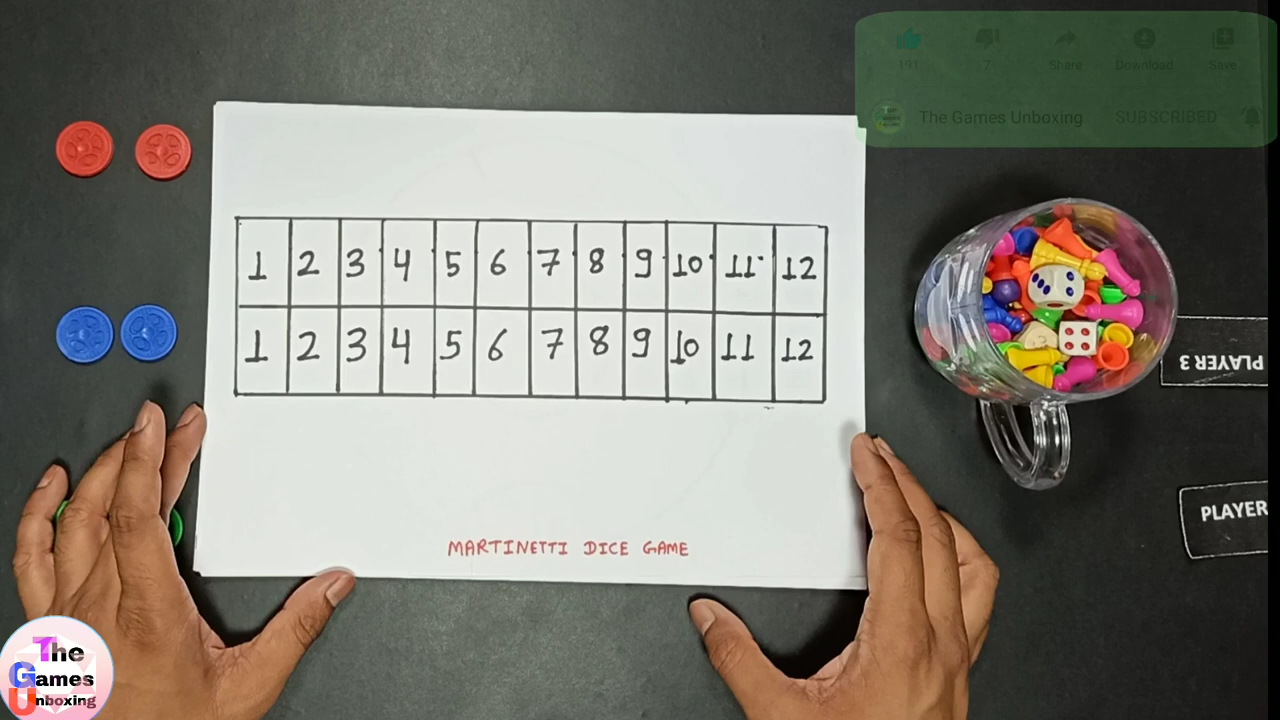 191 7 Share Download Save
The Games Unboxing SUBSCRIBED
1 2 3 4 5 6 7 8 9 10 11 12
1 2 3 4 5 6 7 8 9 10 11 12
PLAYER 3
PLAYER
MARTINETTI DICE GAME
The
Games
Unboxing